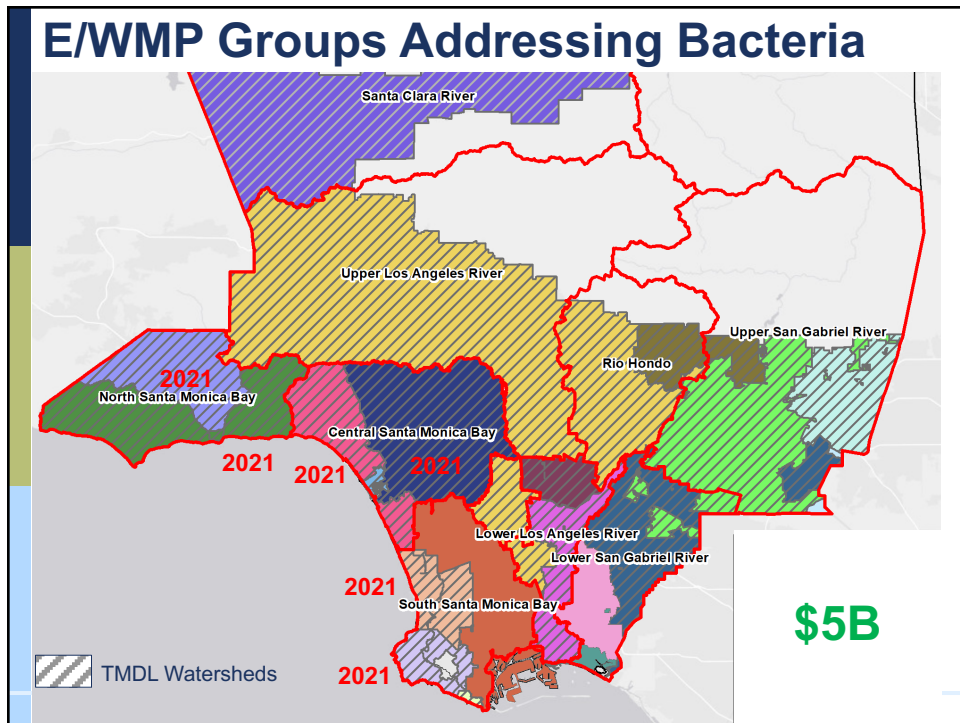 E/WMP Groups Addressing Bacteria
Santa Clara River
Upper Los Angeles River
Upper San Gabriel River
Rio Hondo
2021
North Santa Monica Bay
Central Santa Monica Bay
2021
2021
2021
Lower Los Angeles River
Lower San Gabriel River
2021
South Santa Monica Bay
$5B
2021
TMDL Watersheds